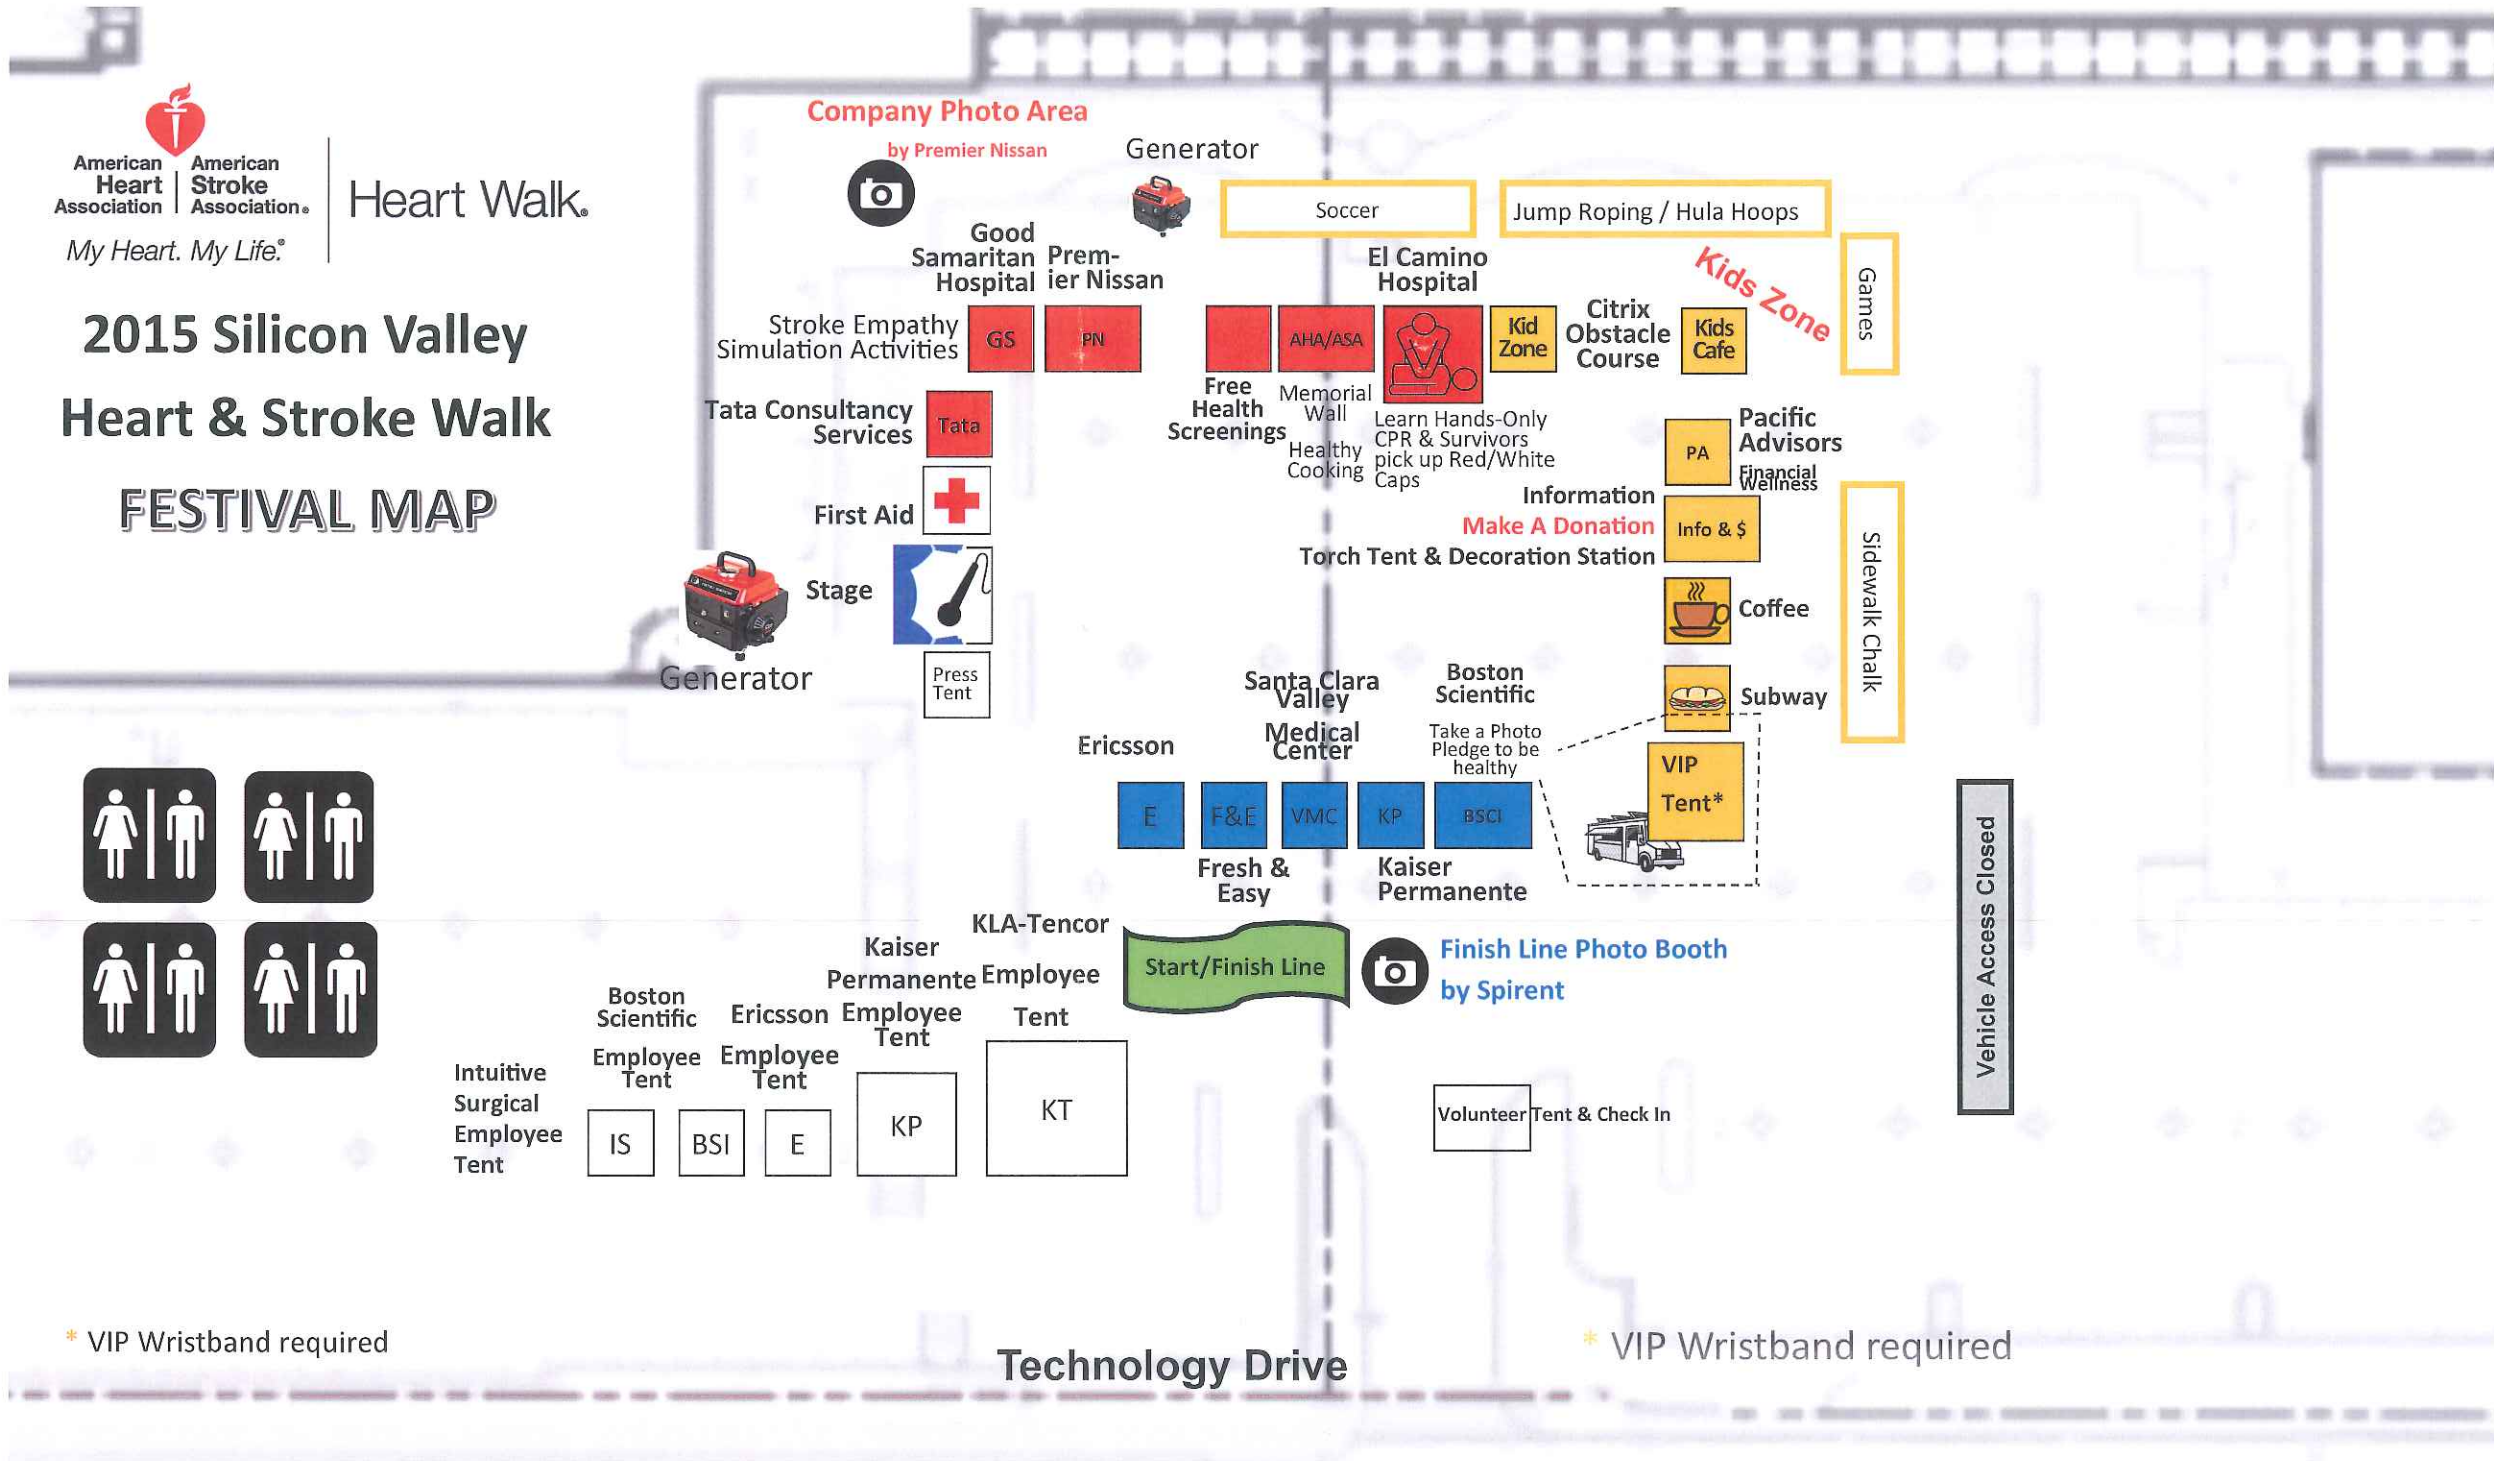 American
Heart
Association
American
Stroke
Association®
My Heart. My Life.®
Heart Walk®
2015 Silicon Valley
Heart & Stroke Walk
FESTIVAL MAP
Company Photo Area
by Premier Nissan
Generator
Soccer
Jump Roping / Hula Hoops
Games
Kids Zone
Good
Samaritan
Hospital
Prem-
ier Nissan
El Camino
Hospital
Stroke Empathy
Simulation Activities
GS
PN
AHA/ASA
Kid
Zone
Citrix
Obstacle
Course
Kids
Cafe
Free
Health
Screenings
Memorial
Wall
Healthy
Cooking
Learn Hands-Only
CPR & Survivors
pick up Red/White
Caps
Tata Consultancy
Services
Tata
PA
Pacific
Advisors
Financial
Wellness
First Aid
Information
Make A Donation
Torch Tent & Decoration Station
Info & $
Sidewalk Chalk
Stage
Coffee
Generator
Press
Tent
Subway
Ericsson
Santa Clara
Valley
Medical
Center
Boston
Scientific
Take a Photo
Pledge to be
healthy
VIP
Tent*
E
F&E
VMC
KP
BSCI
Fresh &
Easy
Kaiser
Permanente
Vehicle Access Closed
Start/Finish Line
Finish Line Photo Booth
by Spirent
KLA-Tencor
Employee
Tent
Kaiser
Permanente
Employee
Tent
Ericsson
Employee
Tent
Boston
Scientific
Employee
Tent
Intuitive
Surgical
Employee
Tent
IS
BSI
E
KP
KT
Volunteer Tent & Check In
* VIP Wristband required
Technology Drive
* VIP Wristband required